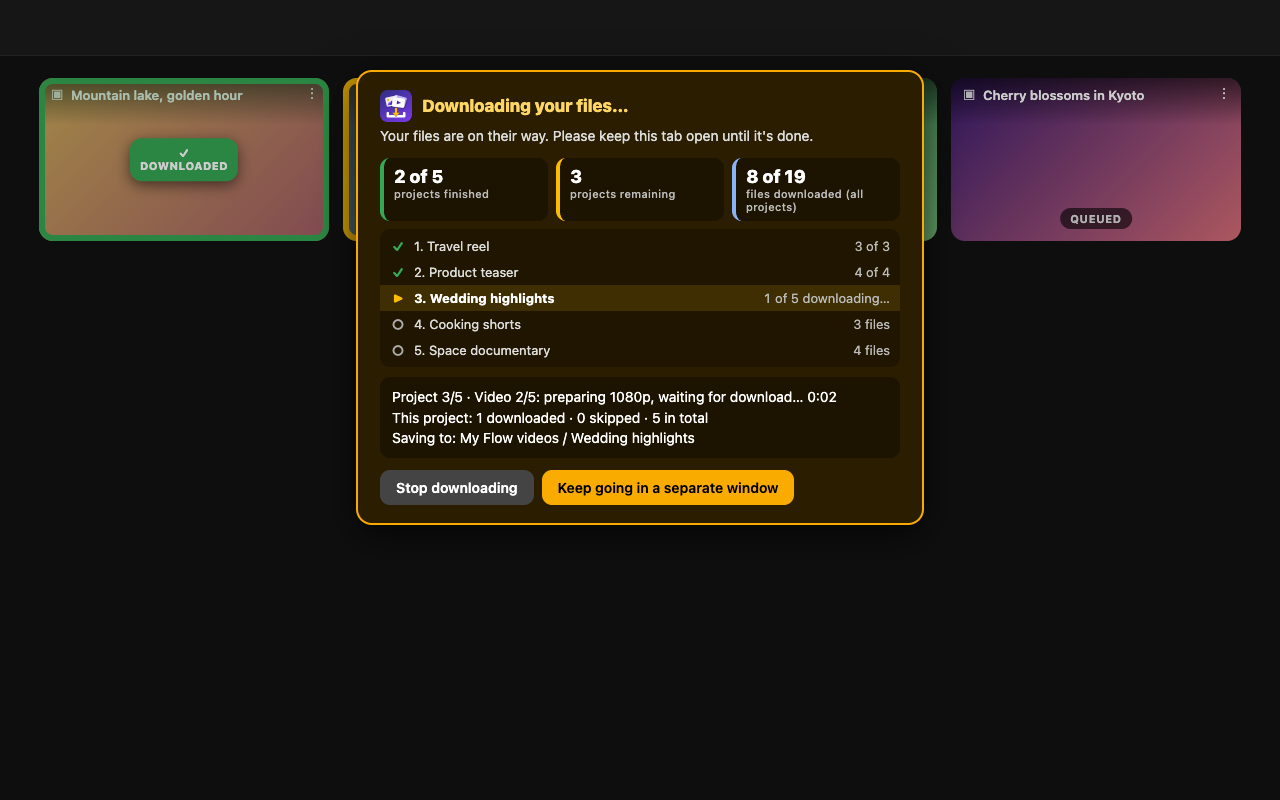 Mountain lake, golden hour
✓
DOWNLOADED
Cherry blossoms in Kyoto
QUEUED
Downloading your files...
Your files are on their way. Please keep this tab open until it's done.
2 of 5
projects finished
3
projects remaining
8 of 19
files downloaded (all
projects)
1. Travel reel 3 of 3
2. Product teaser 4 of 4
3. Wedding highlights 1 of 5 downloading...
4. Cooking shorts 3 files
5. Space documentary 4 files
Project 3/5 · Video 2/5: preparing 1080p, waiting for download... 0:02
This project: 1 downloaded · 0 skipped · 5 in total
Saving to: My Flow videos / Wedding highlights
Stop downloading
Keep going in a separate window